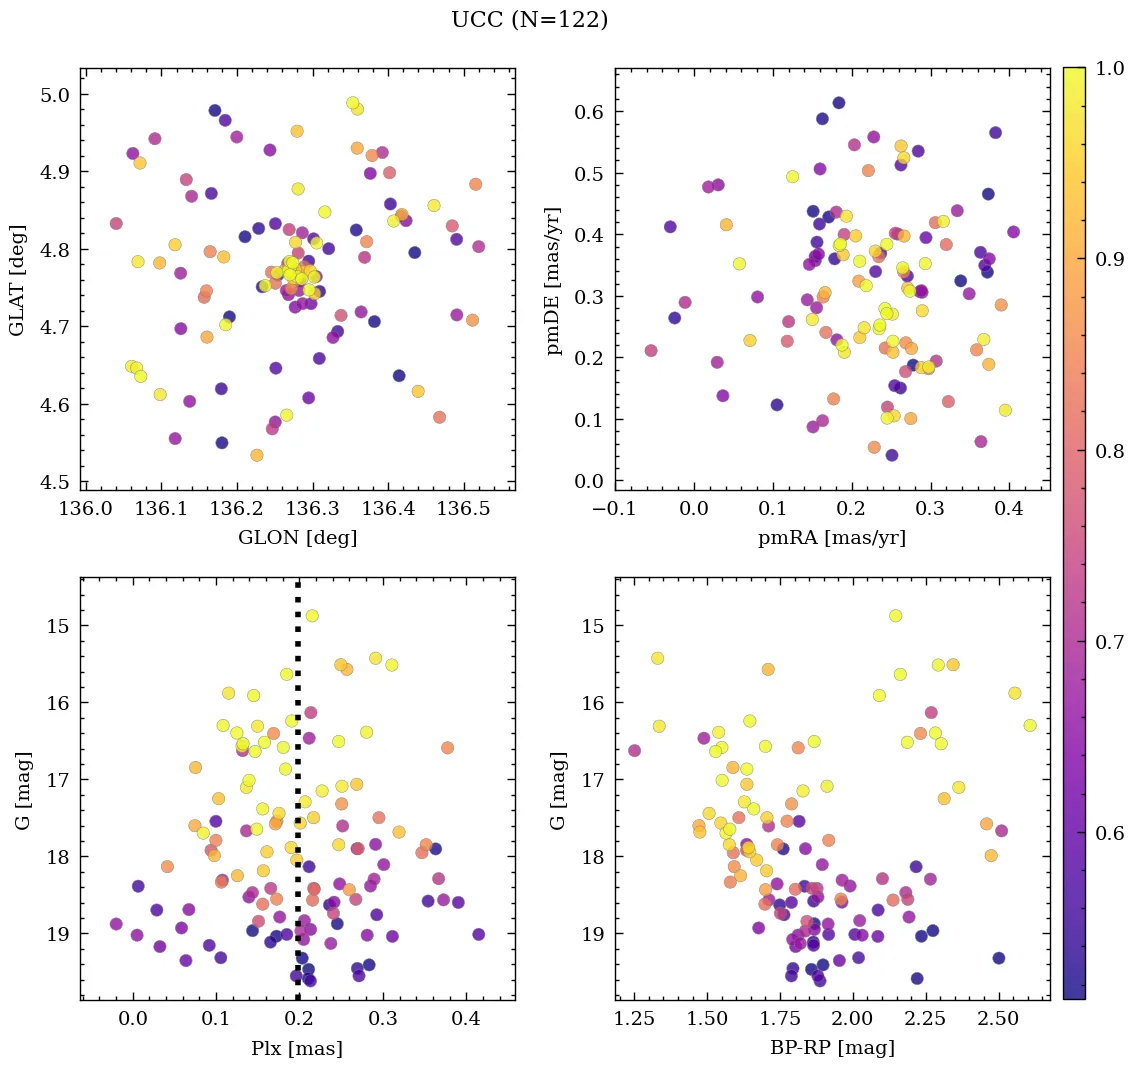 UCC (N=122)
5.0
4.9
4.8
4.7
4.6
4.5
GLAT [deg]
136.0 136.1 136.2 136.3 136.4 136.5
GLON [deg]
0.6
0.5
0.4
0.3
0.2
0.1
0.0
pmDE [mas/yr]
−0.1 0.0 0.1 0.2 0.3 0.4
pmRA [mas/yr]
15
16
17
18
19
G [mag]
0.0 0.1 0.2 0.3 0.4
Plx [mas]
15
16
17
18
19
G [mag]
1.25 1.50 1.75 2.00 2.25 2.50
BP-RP [mag]
1.0
0.9
0.8
0.7
0.6